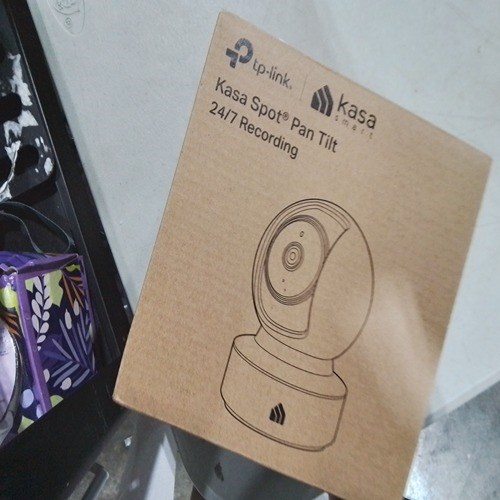 tp-link
kasa
smart
Kasa Spot® Pan Tilt
24/7 Recording